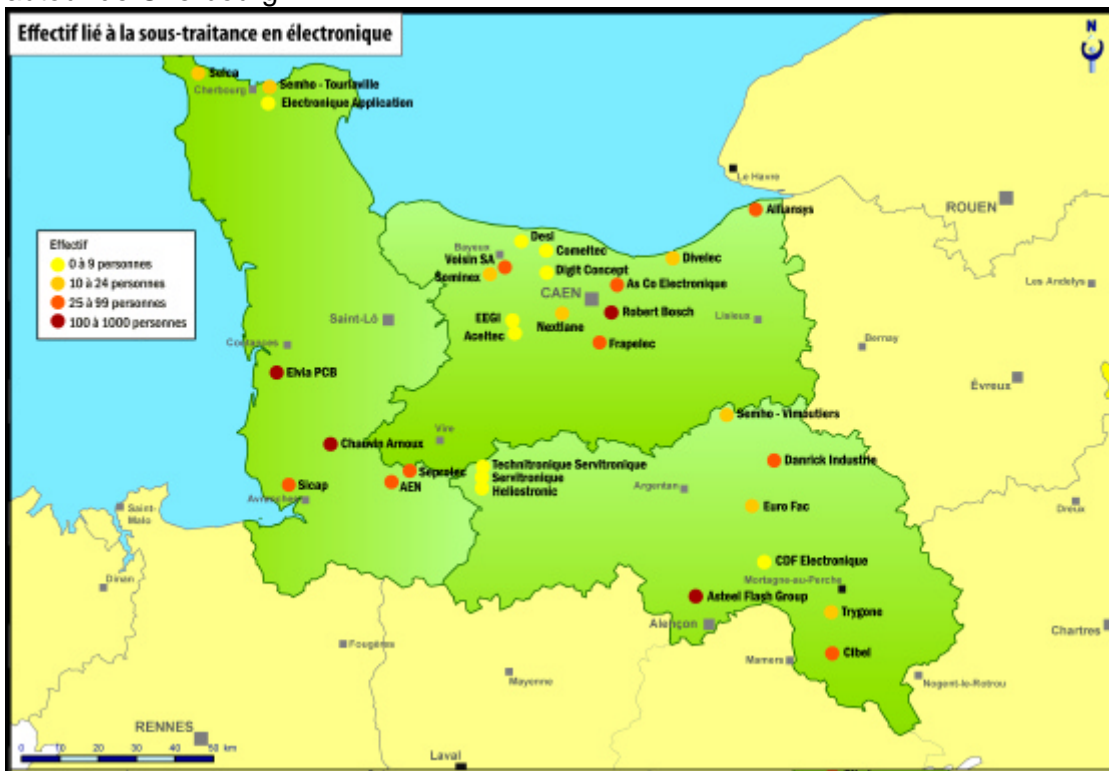 Effectif lié à la sous-traitance en électronique
N
Selca
Cherbourg
Semho - Tourlaville
Electronique Application
Le Havre
Alliansys
ROUEN
Effectif
0 à 9 personnes
10 à 24 personnes
25 à 99 personnes
100 à 1000 personnes
Desi
Bayeux
Comeltec
Voisin SA
Divelec
Sominex
Digit Concept
As Co Electronique
Les Andelys
CAEN
Robert Bosch
Saint-Lô
EEGI
Nextlane
Lisieux
Aceltec
Frapelec
Coutances
Bernay
Elvia PCB
Évreux
Semho - Vimoutiers
Vire
Chauvin Arnoux
Technitronique Servitronique
Danrick Industrie
Seprolec
Servitronique
Sicap
AEN
Heliostronic
Argentan
Avranches
Saint-
Malo
Euro Fac
Dreux
CDF Electronique
Dinan
Mortagne-au-Perche
Asteel Flash Group
Trygone
Alençon
Chartres
Fougères
Cibel
Mamers
Mayenne
Nogent-le-Rotrou
RENNES
0 10 20 30 40 50 km
Laval